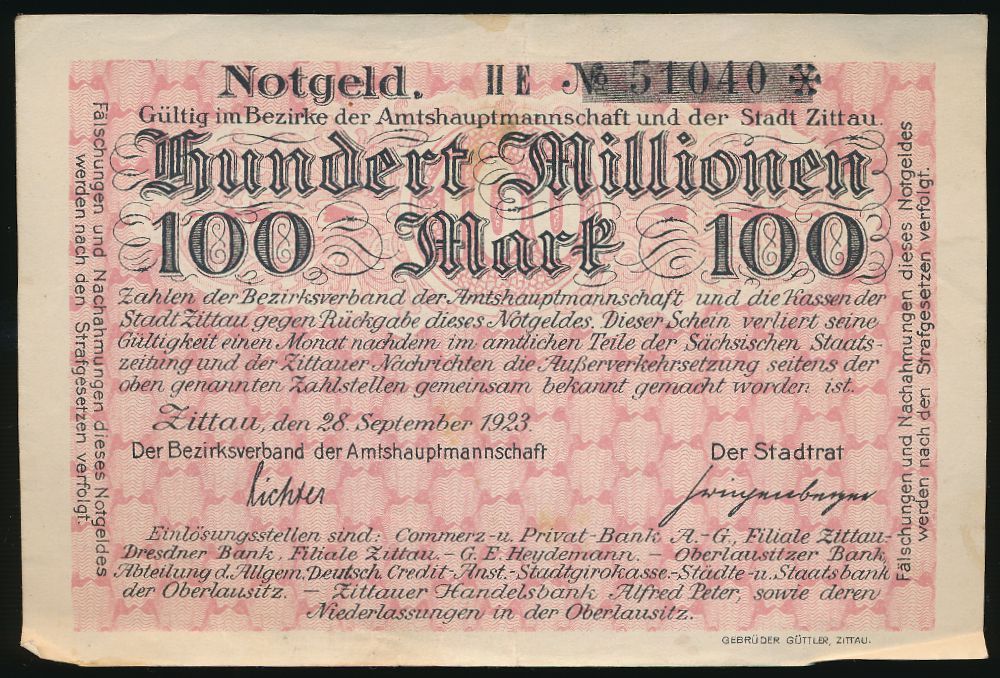 Notgeld. II E № 51040 ※
Gültig im Bezirke der Amtshauptmannschaft und der Stadt Zittau.
Hundert Millionen
100 Mark 100
Zahlen der Bezirksverband der Amtshauptmannschaft und die Kassen der
Stadt Zittau gegen Rückgabe dieses Notgeldes. Dieser Schein verliert seine
Gültigkeit einen Monat nachdem im amtlichen Teile der Sächsischen Staats-
zeitung und der Zittauer Nachrichten die Außerverkehrsetzung seitens der
oben genannten Zahlstellen gemeinsam bekannt gemacht worden ist.
Zittau, den 28. September 1923.
Der Bezirksverband der Amtshauptmannschaft Der Stadtrat
Richter
Einlösungsstellen sind: Commerz-u. Privat-Bank A.-G., Filiale Zittau-
Dresdner Bank, Filiale Zittau.- G. E. Heydemann. - Oberlausitzer Bank,
Abteilung d. Allgem. Deutsch. Credit-Anst.-Stadtgirokasse.-Städte-u. Staatsbank
der Oberlausitz. - Zittauer Handelsbank Alfred Peter, sowie deren
Niederlassungen in der Oberlausitz.
GEBRÜDER GÜTTLER, ZITTAU.
Fälschungen und Nachahmungen dieses Notgeldes
werden nach den Strafgesetzen verfolgt.
Fälschungen und Nachahmungen dieses Notgeldes
werden nach den Strafgesetzen verfolgt.